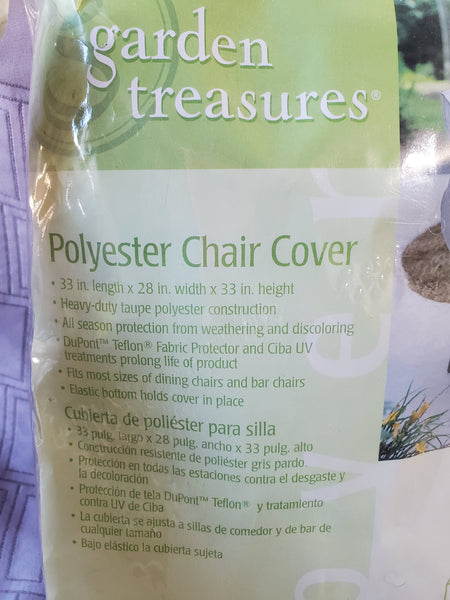 garden
treasures®
Polyester Chair Cover
• 33 in. length x 28 in. width x 33 in. height
• Heavy-duty taupe polyester construction
• All season protection from weathering and discoloring
• DuPont™ Teflon® Fabric Protector and Ciba UV
treatments prolong life of product
• Fits most sizes of dining chairs and bar chairs
• Elastic bottom holds cover in place
Cubierta de poliéster para silla
• 33 pulg. largo x 28 pulg. ancho x 33 pulg. alto
• Construcción resistente de poliéster gris pardo
• Protección en todas las estaciones contra el desgaste y
la decoloración
• Protección de tela DuPont™ Teflon® y tratamiento
contra UV de Ciba
• La cubierta se ajusta a sillas de comedor y de bar de
cualquier tamaño
• Bajo elástico la cubierta sujeta